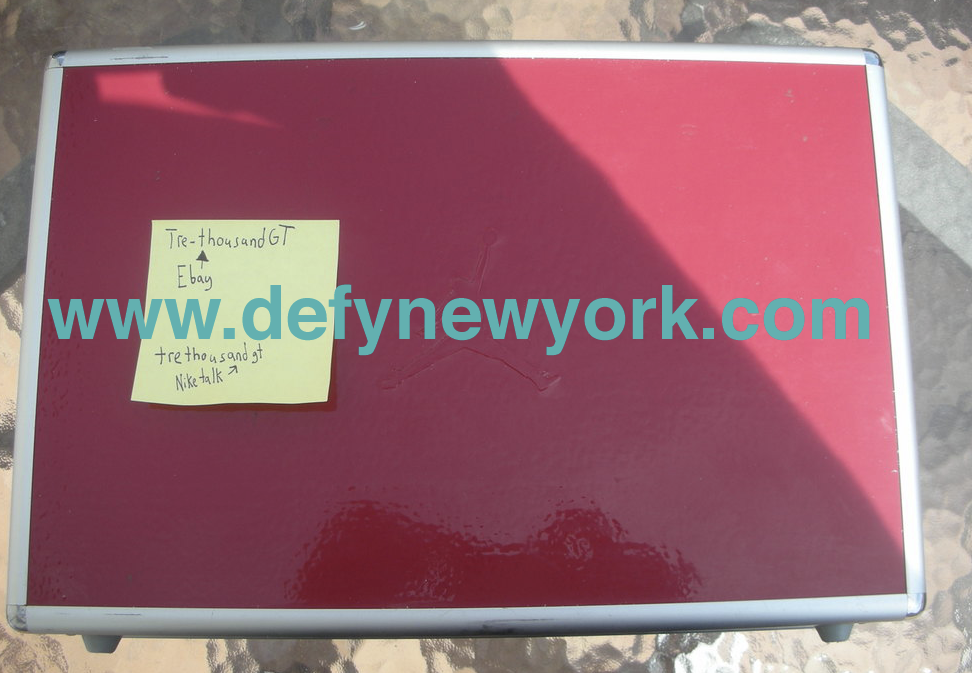 Tre-thousandGT
Ebay
www.defynewyork.com
trethousandgt
Niketalk